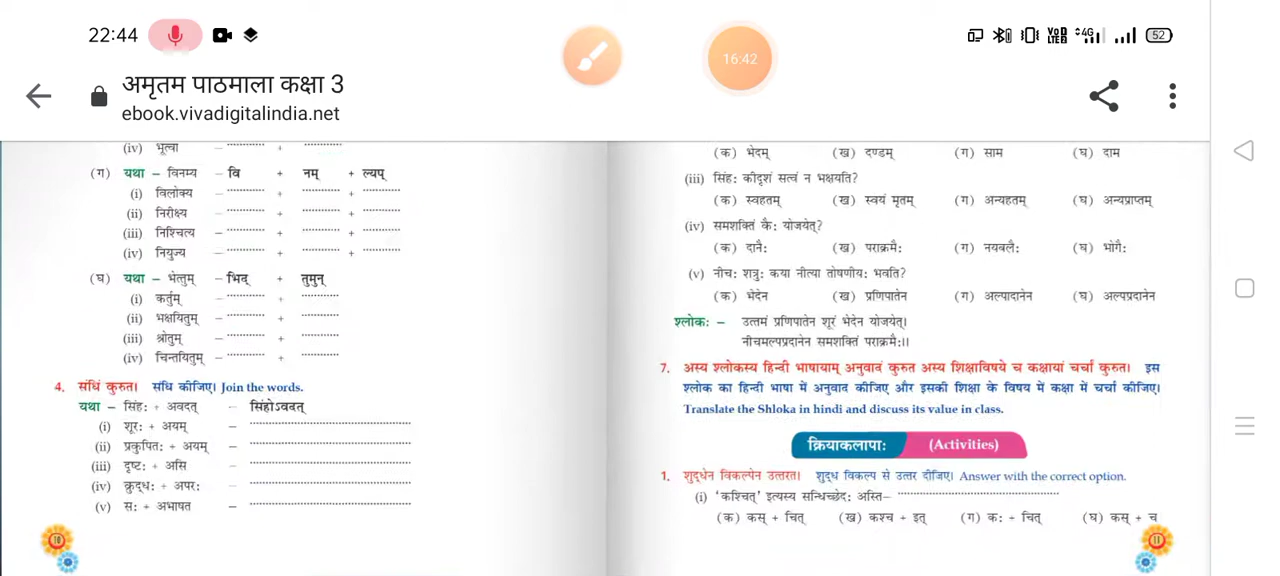 22:44
16:42
VoD LTE2 4G 52
अमृतम पाठमाला कक्षा 3
ebook.vivadigitalindia.net
(iv) भूत्वा – ............ + ............
(ग) यथा – विनम्य – वि + नम् + ल्यप्
(i) विलोक्य – ............ + ............ + ............
(ii) निरीक्ष्य – ............ + ............ + ............
(iii) निश्चित्य – ............ + ............ + ............
(iv) नियुज्य – ............ + ............ + ............
(घ) यथा – भेत्तुम् – भिद् + तुमुन्
(i) कर्तुम् – ............ + ............
(ii) भक्षयितुम् – ............ + ............
(iii) श्रोतुम् – ............ + ............
(iv) चिन्तयितुम् – ............ + ............
4. संधिं कुरुत। संधि कीजिए। Join the words.
यथा – सिंहः + अवदत् – सिंहोऽवदत्
(i) शूरः + अयम् – ............
(ii) प्रकुपितः + अयम् – ............
(iii) दृष्टः + असि – ............
(iv) क्रुद्धः + अपरः – ............
(v) सः + अभाषत – ............
10
(क) भेदम् (ख) दण्डम् (ग) साम (घ) दाम
(iii) सिंहः कीदृशं सत्वं न भक्षयति?
(क) स्वहतम् (ख) स्वयं मृतम् (ग) अन्यहतम् (घ) अन्यप्राप्तम्
(iv) समशक्तिं कैः योजयेत्?
(क) दानैः (ख) पराक्रमैः (ग) नयबलैः (घ) भोगैः
(v) नीचः शत्रुः कया नीत्या तोषणीयः भवति?
(क) भेदेन (ख) प्रणिपातेन (ग) अल्पादानेन (घ) अल्पप्रदानेन
श्लोकः – उत्तमं प्रणिपातेन शूरं भेदेन योजयेत्।
नीचमल्पप्रदानेन समशक्तिं पराक्रमैः।।
7. अस्य श्लोकस्य हिन्दी भाषायाम् अनुवादं कुरुत अस्य शिक्षाविषये च कक्षायां चर्चां कुरुत। इस
श्लोक का हिन्दी भाषा में अनुवाद कीजिए और इसकी शिक्षा के विषय में कक्षा में चर्चा कीजिए।
Translate the Shloka in hindi and discuss its value in class.
क्रियाकलापाः (Activities)
1. शुद्धेन विकल्पेन उत्तरत। शुद्ध विकल्प से उत्तर दीजिए। Answer with the correct option.
(i) 'कश्चित्' इत्यस्य सन्धिच्छेदः अस्ति– ............
(क) कस् + चित् (ख) कश्च + इत् (ग) कः + चित् (घ) कस् + च
11